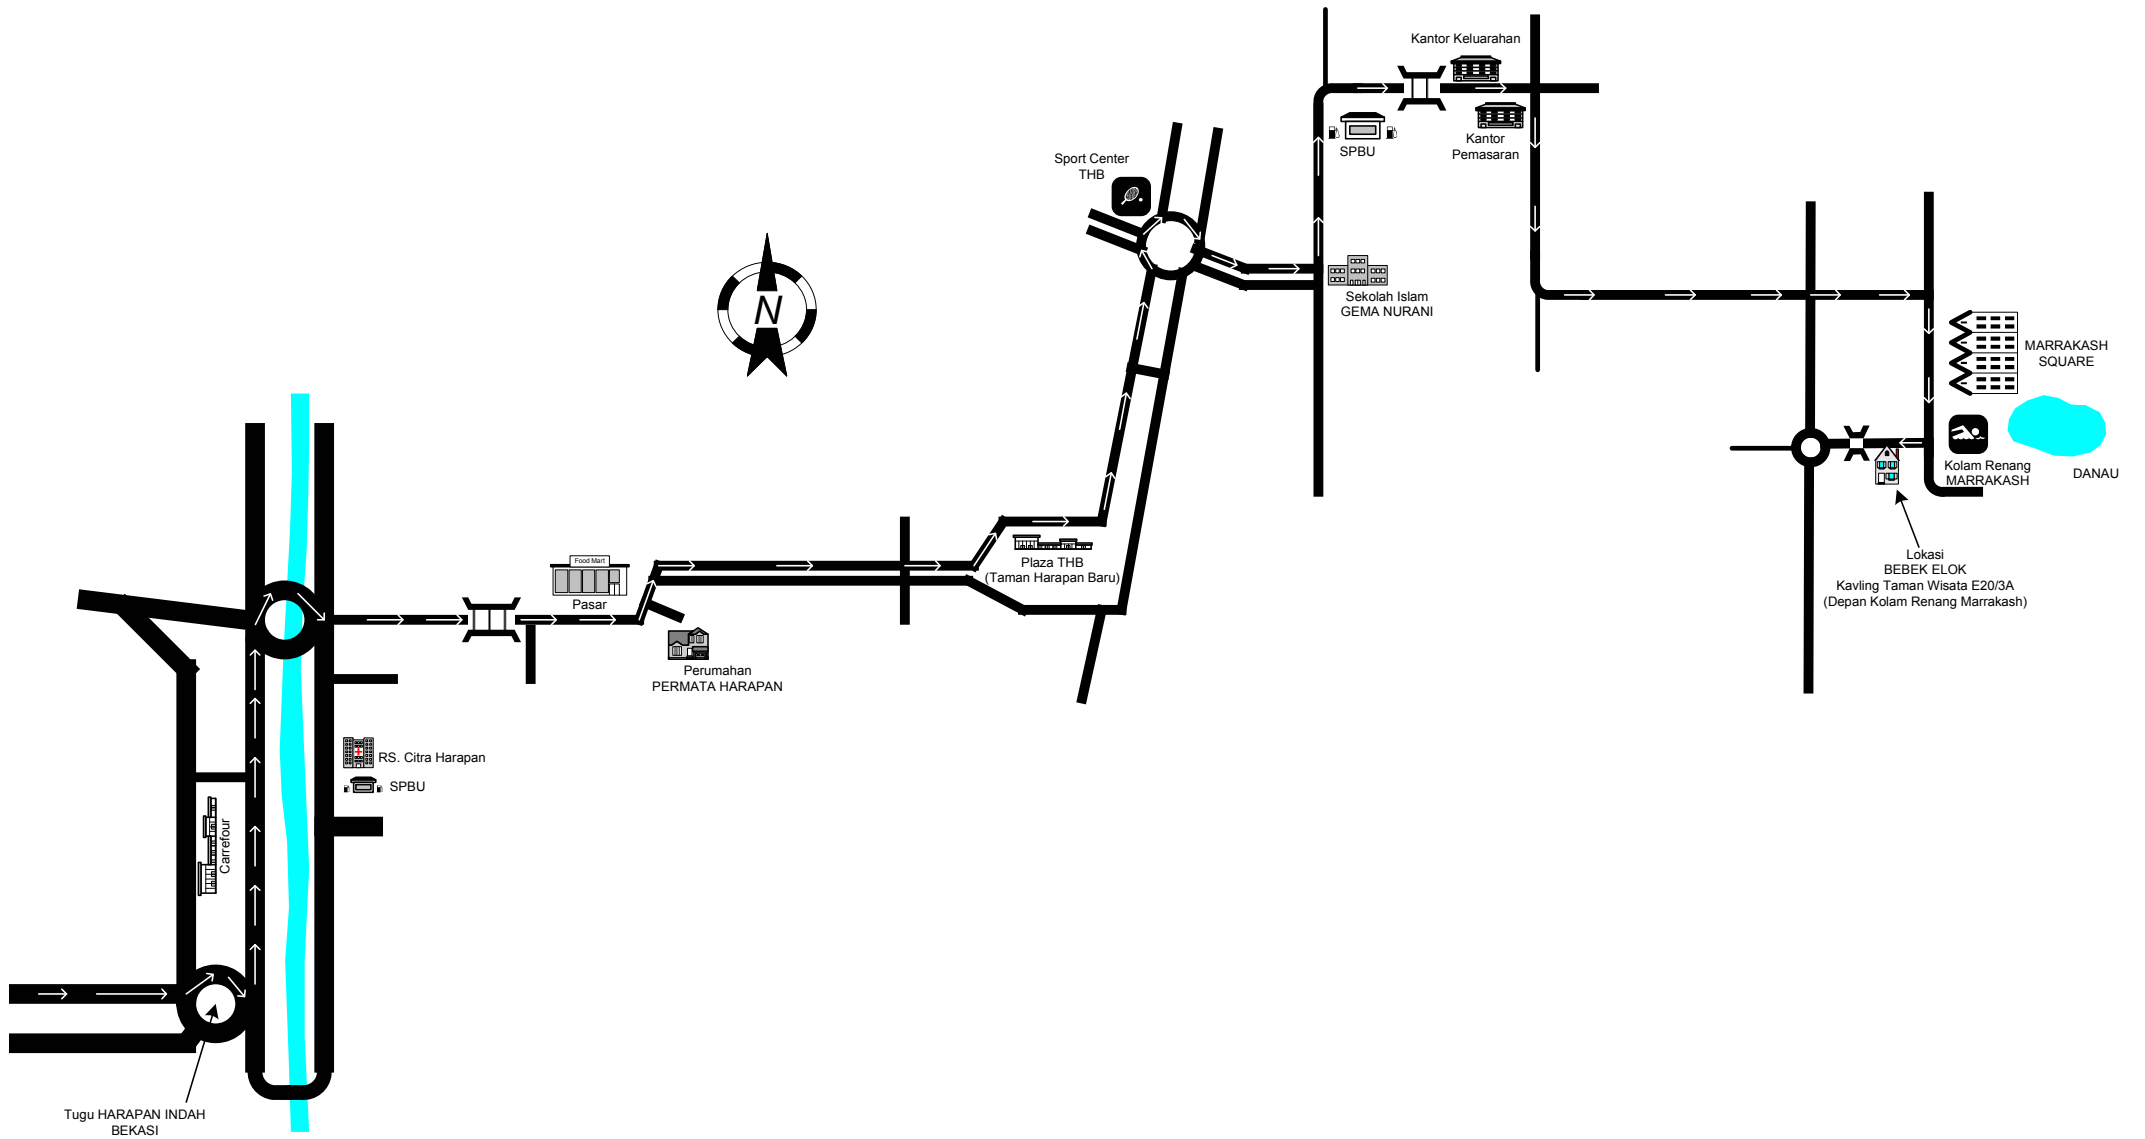 Kantor Keluarahan
SPBU
Kantor
Pemasaran
Sport Center
THB
Sekolah Islam
GEMA NURANI
N
MARRAKASH
SQUARE
Kolam Renang
MARRAKASH
DANAU
Lokasi
BEBEK ELOK
Kavling Taman Wisata E20/3A
(Depan Kolam Renang Marrakash)
Food Mart
Pasar
Plaza THB
(Taman Harapan Baru)
Perumahan
PERMATA HARAPAN
RS. Citra Harapan
SPBU
Carrefour
Tugu HARAPAN INDAH
BEKASI